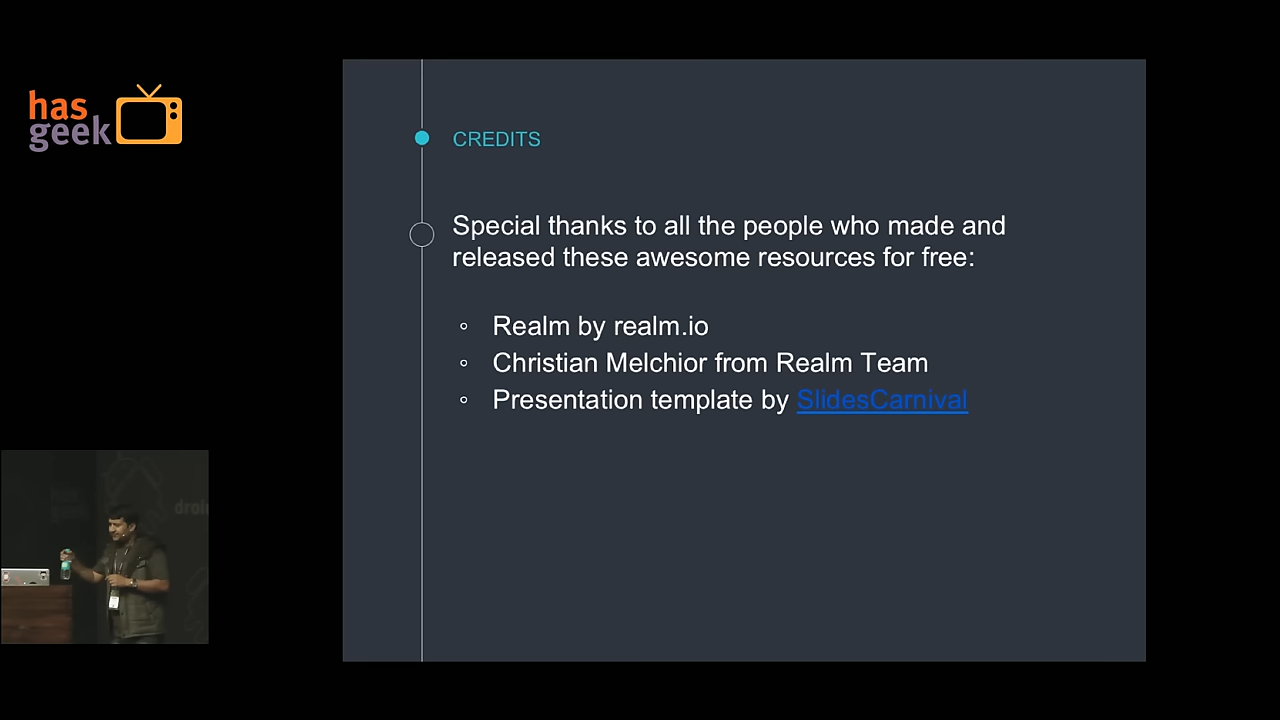 has
geek
CREDITS
Special thanks to all the people who made and
released these awesome resources for free:
Realm by realm.io
Christian Melchior from Realm Team
Presentation template by SlidesCarnival